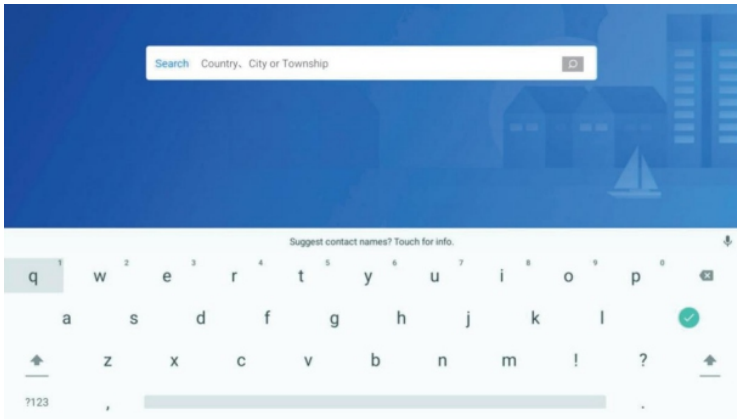 Search Country、City or Township
Suggest contact names? Touch for info.
1 2 3 4 5 6 7 8 9 0
q w e r t y u i o p
a s d f g h j k l
z x c v b n m ! ?
?123 , .